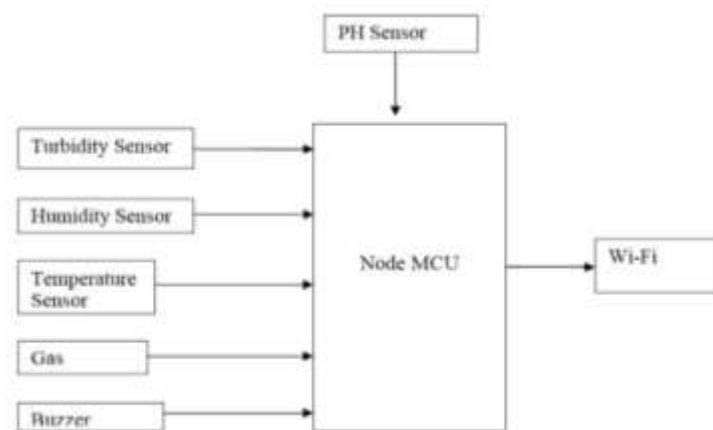 PH Sensor
Turbidity Sensor
Humidity Sensor
Node MCU
Wi-Fi
Temperature
Sensor
Gas
Buzzer